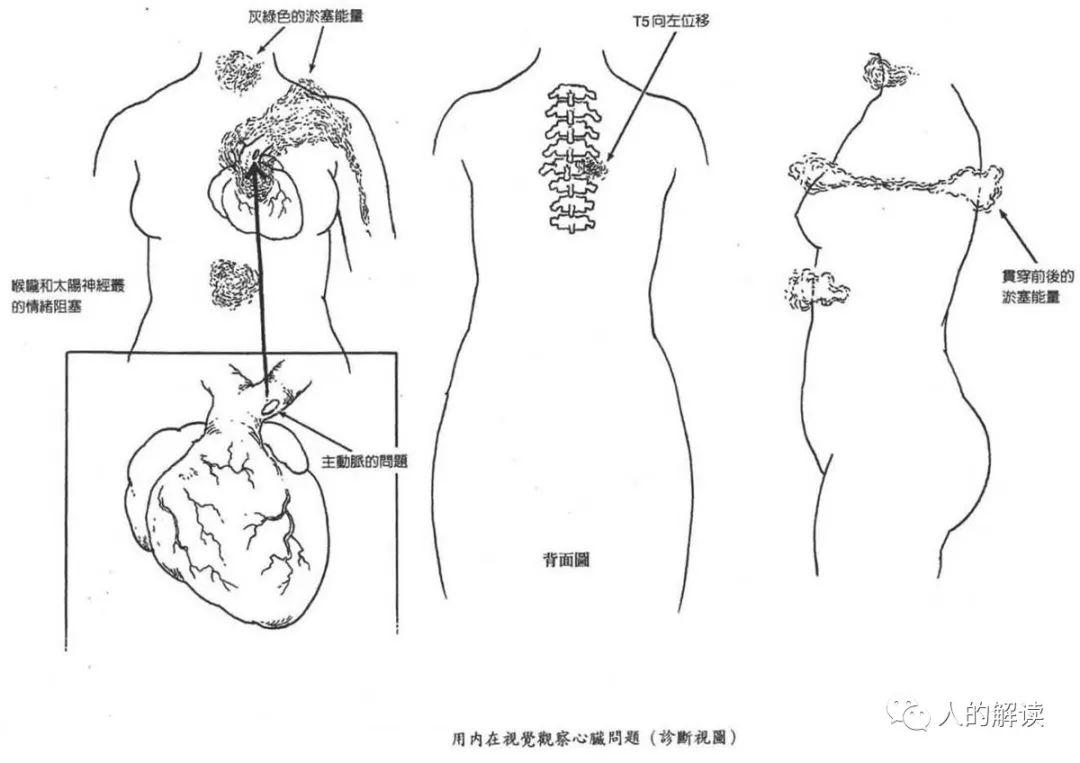 灰綠色的淤塞能量
T5向左位移
喉嚨和太陽神經叢
的情緒阻塞
貫穿前後的
淤塞能量
主動脈的問題
背面圖
人的解读
用內在視覺觀察心臟問題（診斷視圖）